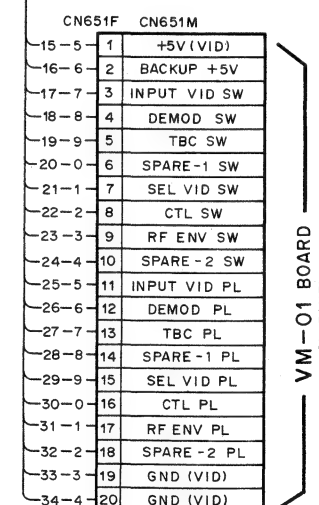 CN651F CN651M
15-5- 1 +5V(VID)
16-6- 2 BACKUP +5V
17-7- 3 INPUT VID SW
18-8- 4 DEMOD SW
19-9- 5 TBC SW
20-0- 6 SPARE-1 SW
21-1- 7 SEL VID SW
22-2- 8 CTL SW
23-3- 9 RF ENV SW
24-4- 10 SPARE-2 SW
25-5- 11 INPUT VID PL
26-6- 12 DEMOD PL
27-7- 13 TBC PL
28-8- 14 SPARE-1 PL
29-9- 15 SEL VID PL
30-0- 16 CTL PL
31-1- 17 RF ENV PL
32-2- 18 SPARE-2 PL
33-3- 19 GND (VID)
34-4- 20 GND (VID)
VM-01 BOARD